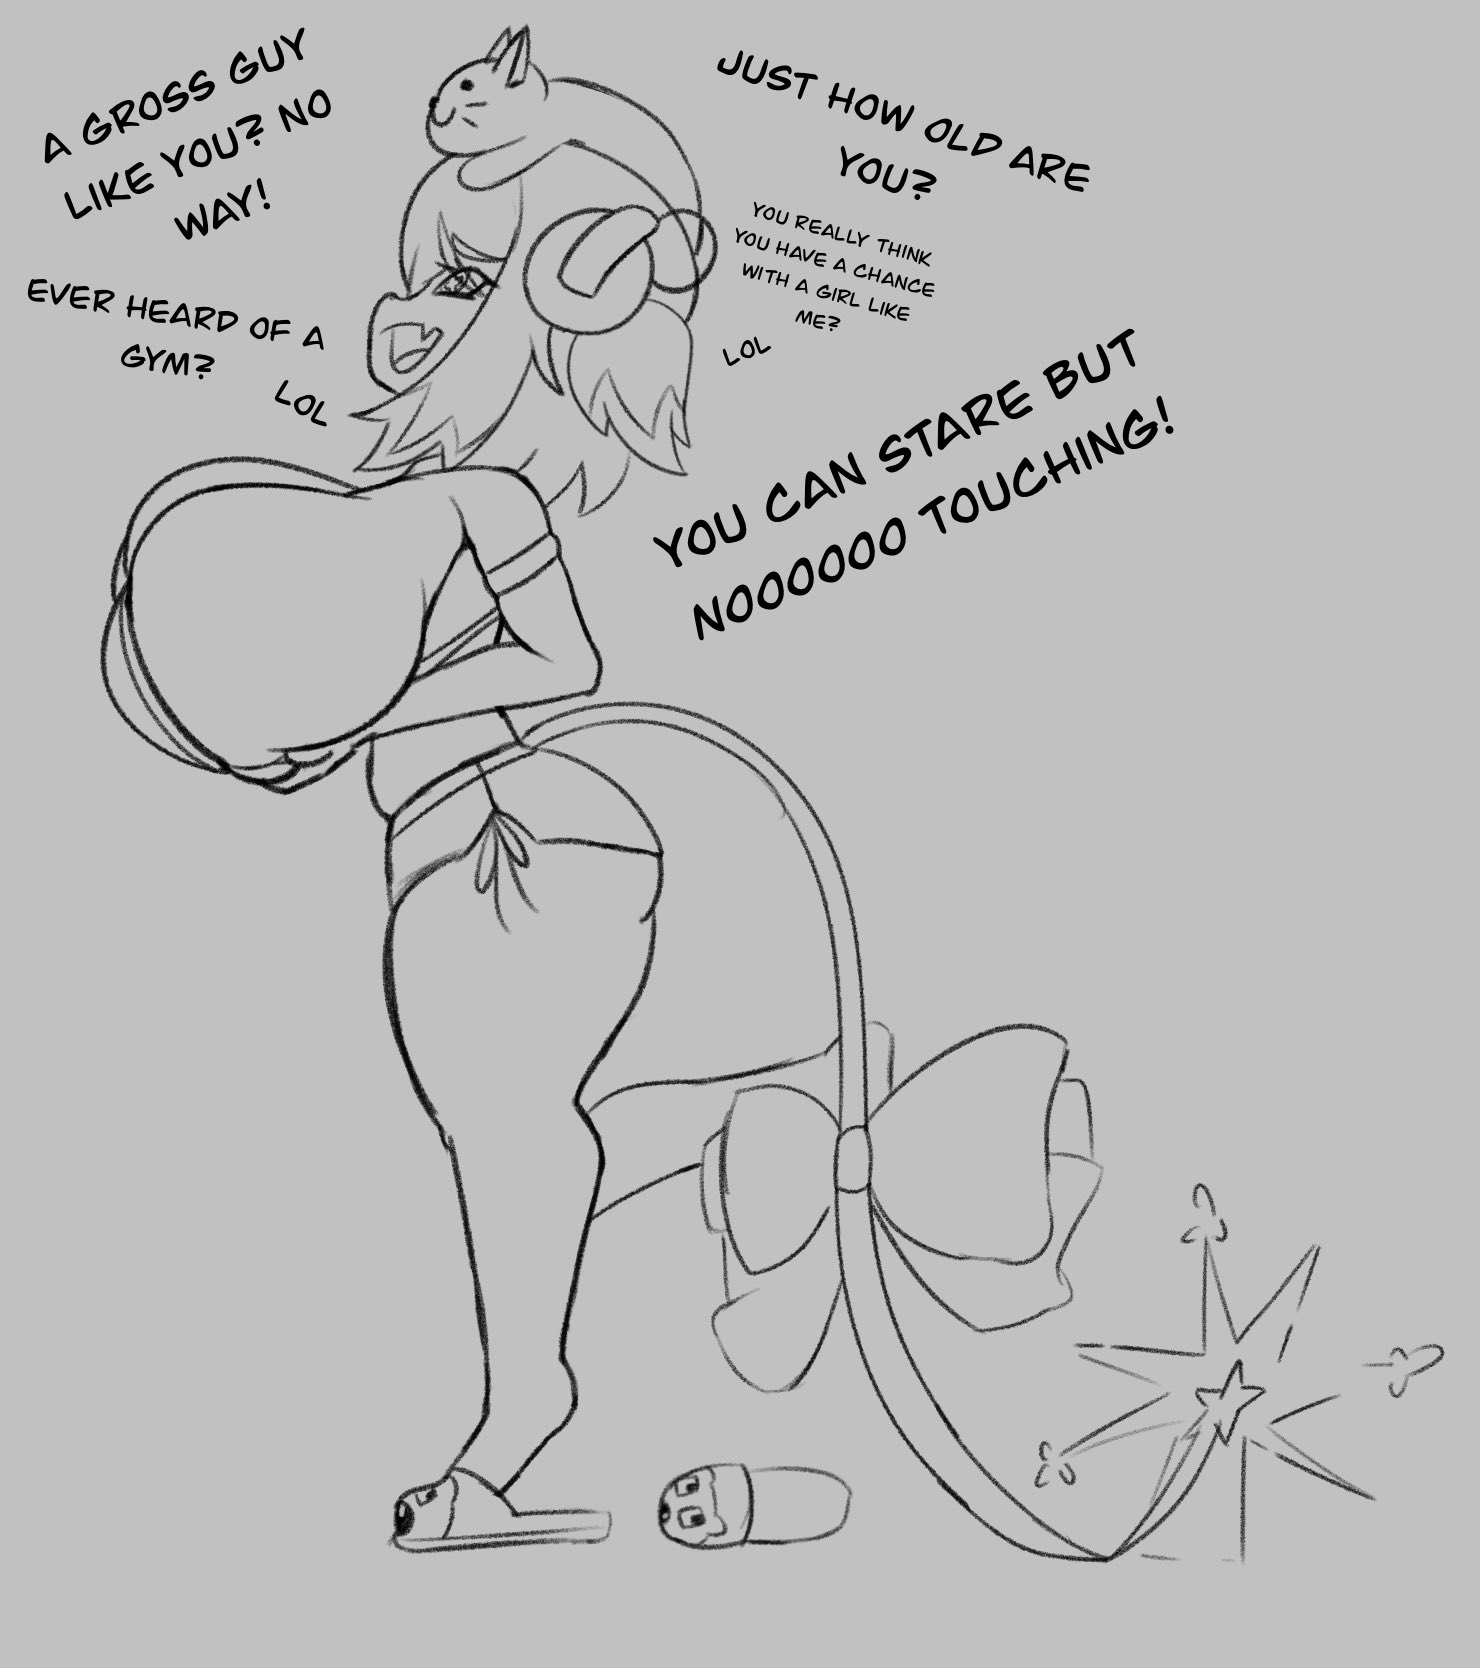 A GROSS GUY
LIKE YOU? NO
WAY!
EVER HEARD OF A
GYM?
LOL
JUST HOW OLD ARE
YOU?
YOU REALLY THINK
YOU HAVE A CHANCE
WITH A GIRL LIKE
ME?
LOL
YOU CAN STARE BUT
NOOOOOO TOUCHING!